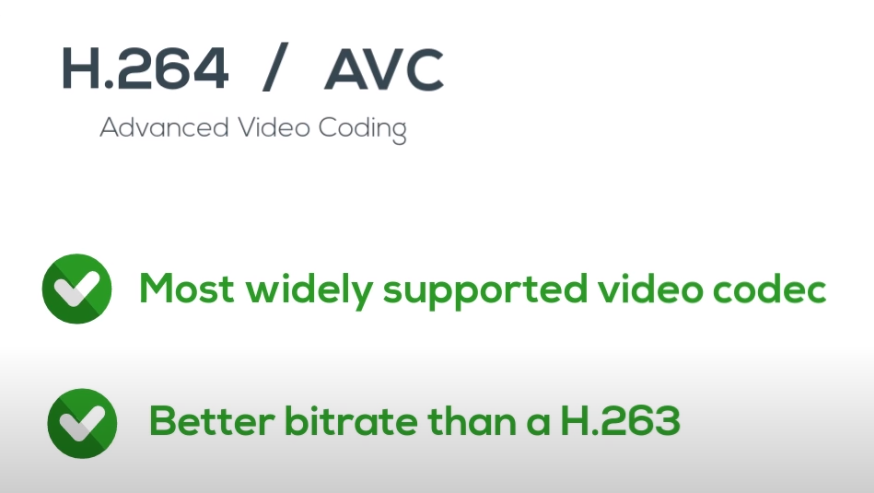 H.264 / AVC
Advanced Video Coding
Most widely supported video codec
Better bitrate than a H.263